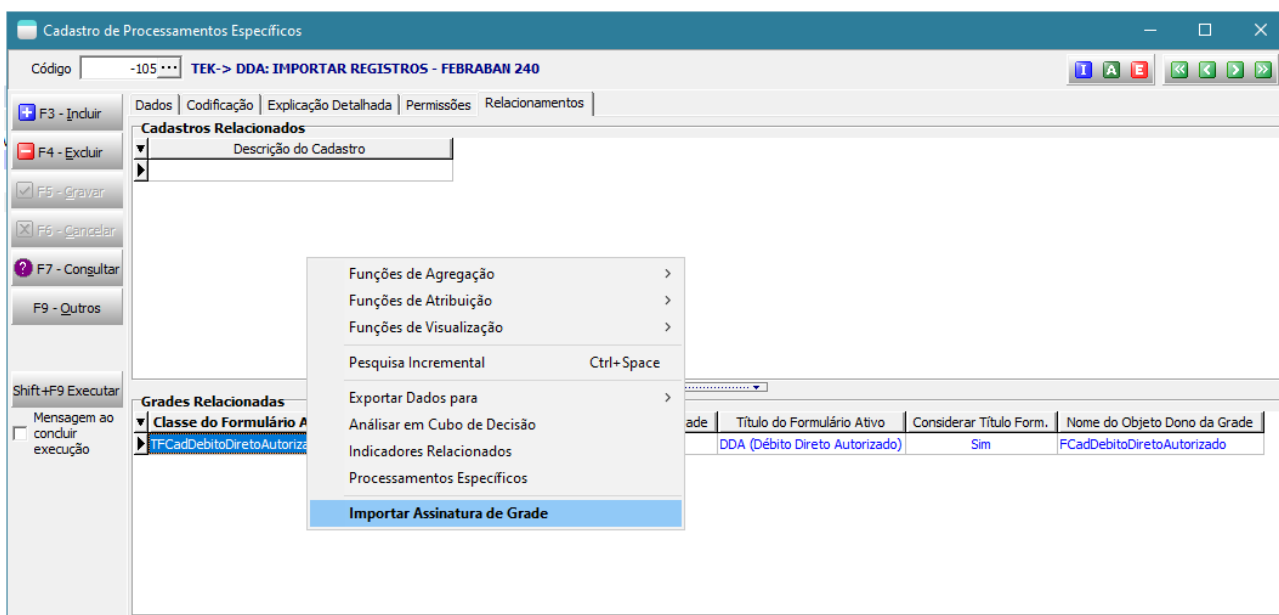 Cadastro de Processamentos Específicos
Código -105 ... TEK-> DDA: IMPORTAR REGISTROS - FEBRABAN 240 I A E
F3 - Incluir
F4 - Excluir
F5 - Gravar
F6 - Cancelar
F7 - Consultar
F9 - Outros
Shift+F9 Executar
Mensagem ao
concluir
execução
Dados Codificação Explicação Detalhada Permissões Relacionamentos
Cadastros Relacionados
Descrição do Cadastro
Funções de Agregação
Funções de Atribuição
Funções de Visualização
Pesquisa Incremental Ctrl+Space
Exportar Dados para
Análisar em Cubo de Decisão
Indicadores Relacionados
Processamentos Específicos
Importar Assinatura de Grade
Grades Relacionadas
Classe do Formulário A ade Título do Formulário Ativo Considerar Título Form. Nome do Objeto Dono da Grade
TFCadDebitoDiretoAutoriza DDA (Débito Direto Autorizado) Sim FCadDebitoDiretoAutorizado